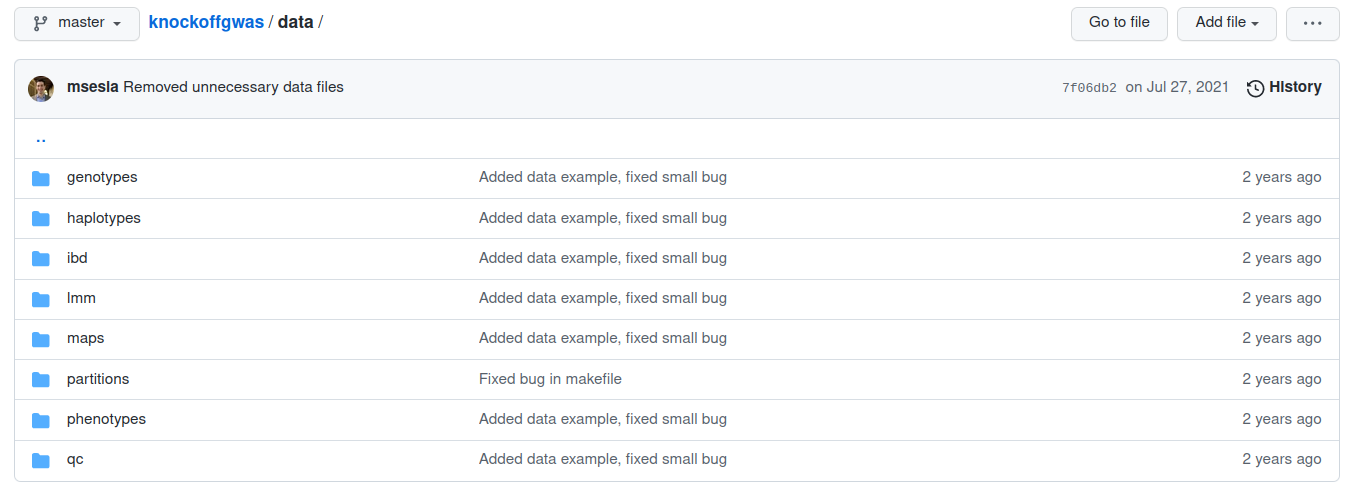 master knockoffgwas / data /
Go to file Add file ...
msesia Removed unnecessary data files 7f06db2 on Jul 27, 2021 History
..
genotypes Added data example, fixed small bug 2 years ago
haplotypes Added data example, fixed small bug 2 years ago
ibd Added data example, fixed small bug 2 years ago
lmm Added data example, fixed small bug 2 years ago
maps Added data example, fixed small bug 2 years ago
partitions Fixed bug in makefile 2 years ago
phenotypes Added data example, fixed small bug 2 years ago
qc Added data example, fixed small bug 2 years ago